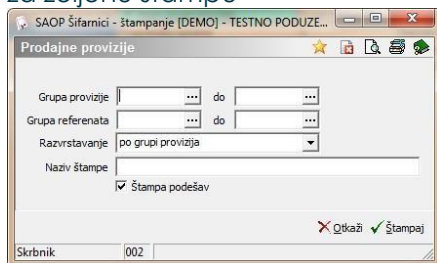 za željeno štampo
SAOP Šifarnici - štampanje [DEMO] - TESTNO PODUZE...
Prodajne provizije
Grupa provizije do
Grupa referenata do
Razvrstavanje po grupi provizija
Naziv štampe
Štampa podešav
Otkaži Štampaj
Skrbnik 002